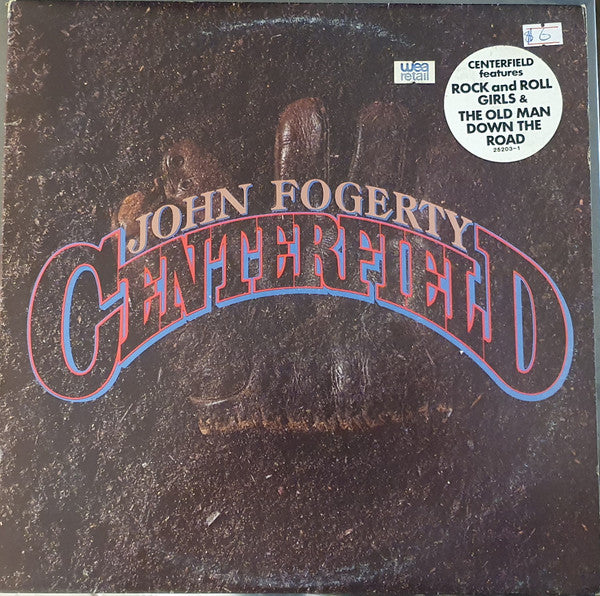 $6
wea
retail
CENTERFIELD
features
ROCK and ROLL
GIRLS &
THE OLD MAN
DOWN THE
ROAD
25203-1
JOHN FOGERTY
CENTERFIELD